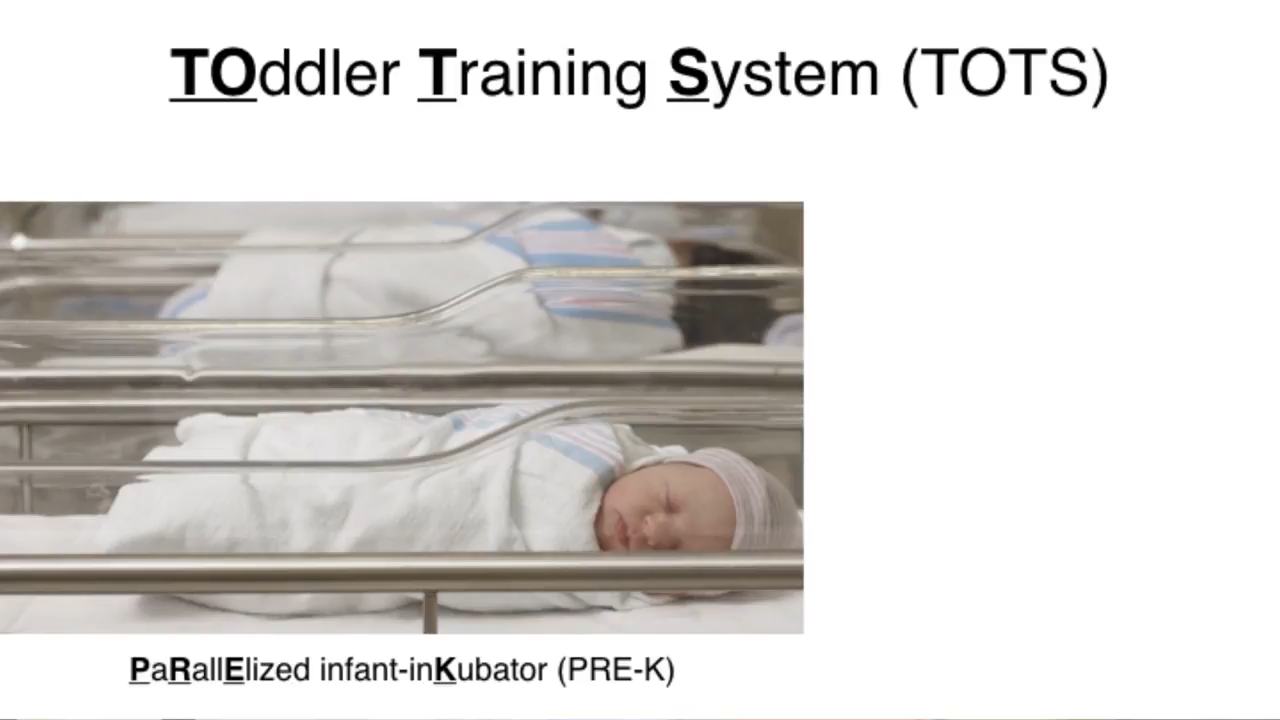 TOddler Training System (TOTS)
PaRallElized infant-inKubator (PRE-K)